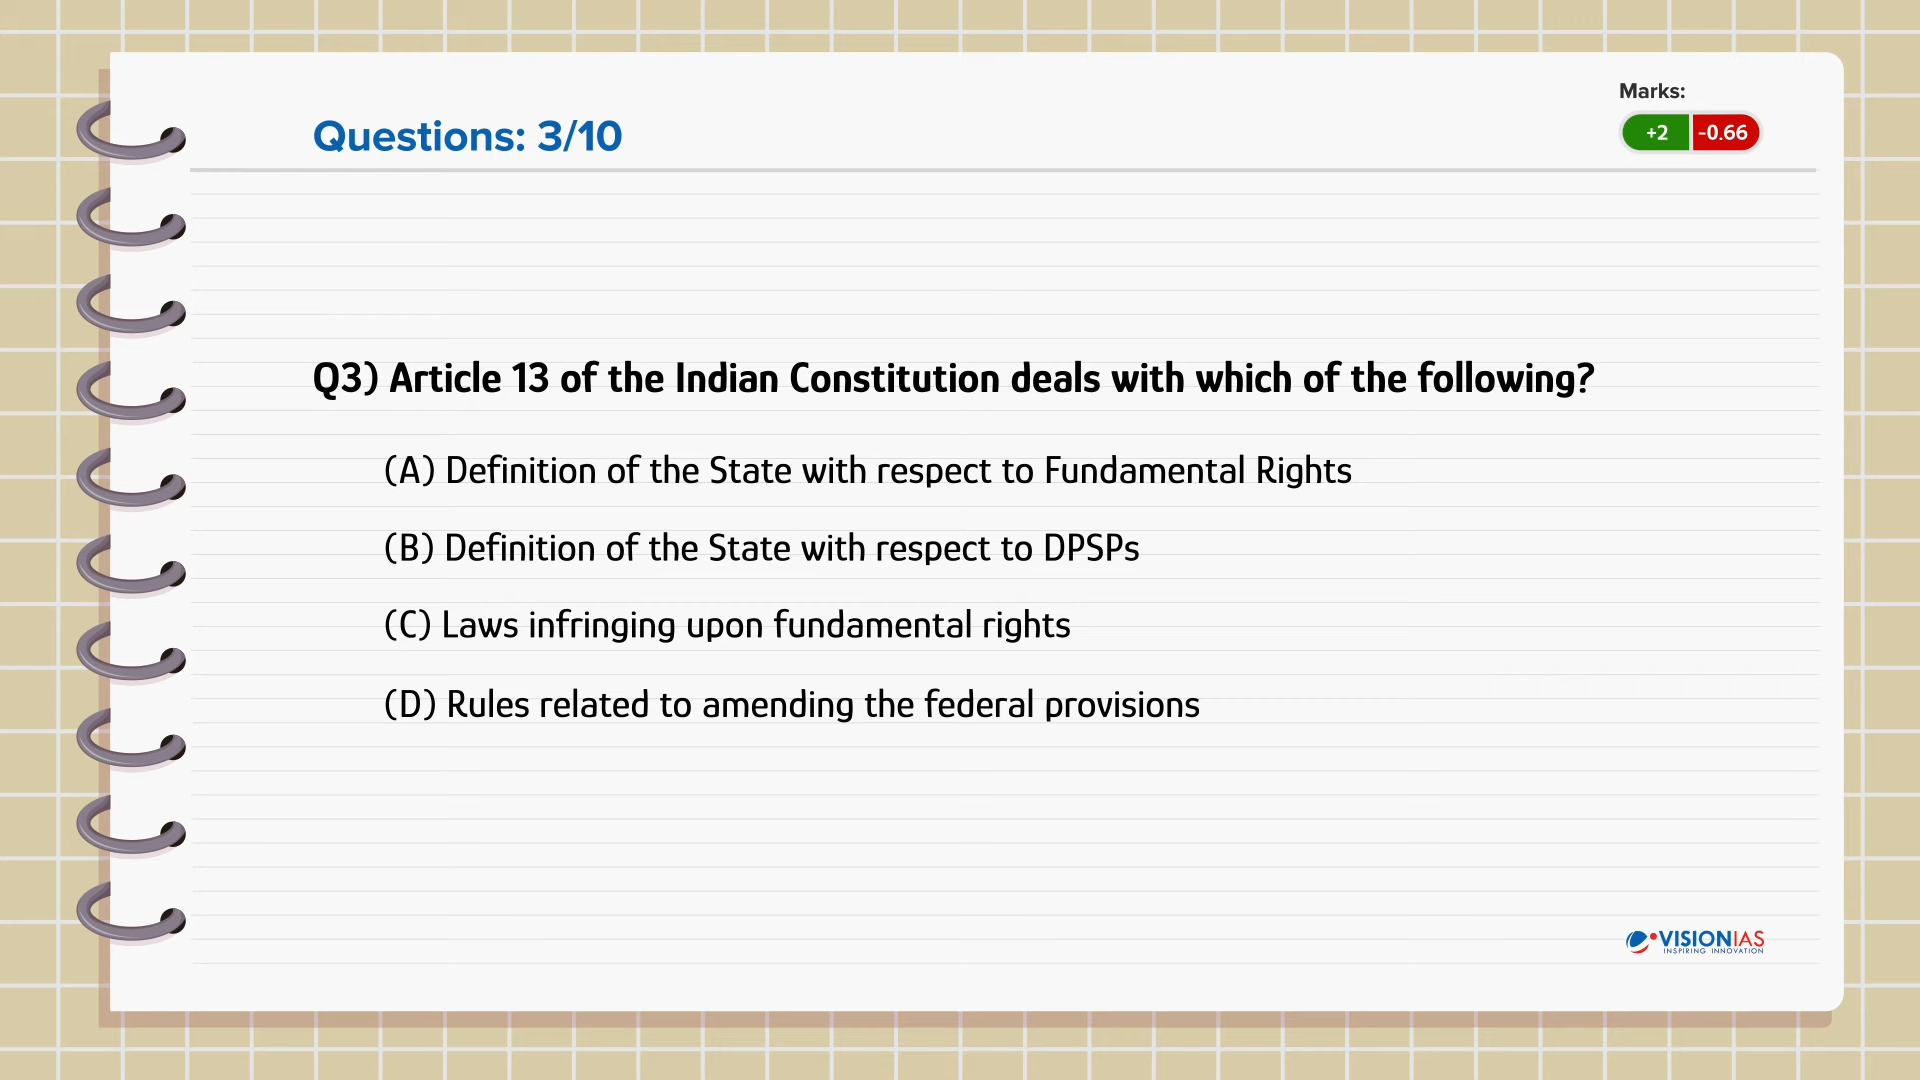 Marks:
Questions: 3/10
+2 -0.66
Q3) Article 13 of the Indian Constitution deals with which of the following?
(A) Definition of the State with respect to Fundamental Rights
(B) Definition of the State with respect to DPSPs
(C) Laws infringing upon fundamental rights
(D) Rules related to amending the federal provisions
VISIONIAS
INSPIRING INNOVATION